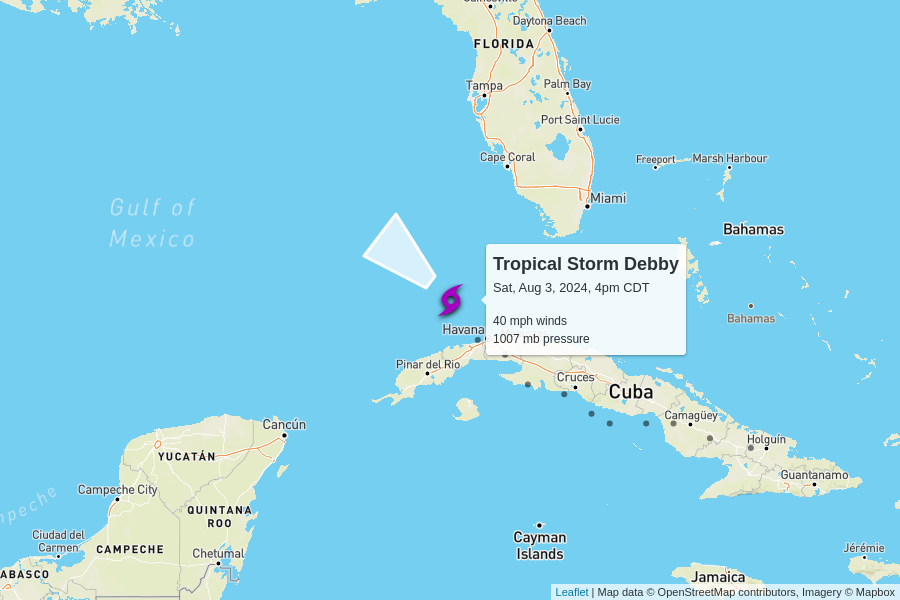 Daytona Beach
FLORIDA
Tampa
Palm Bay
Port Saint Lucie
Cape Coral
Freeport
Marsh Harbour
Miami
Gulf of
Mexico
Bahamas
Tropical Storm Debby
Sat, Aug 3, 2024, 4pm CDT
40 mph winds
1007 mb pressure
Bahamas
Havana
Pinar del Rio
Cruces
Cuba
Camagüey
Holguín
Guantanamo
Cancún
YUCATÁN
Campeche City
QUINTANA
ROO
Ciudad del
Carmen
CAMPECHE
Chetumal
Cayman
Islands
Jérémie
Jamaica
Leaflet | Map data © OpenStreetMap contributors, Imagery © Mapbox